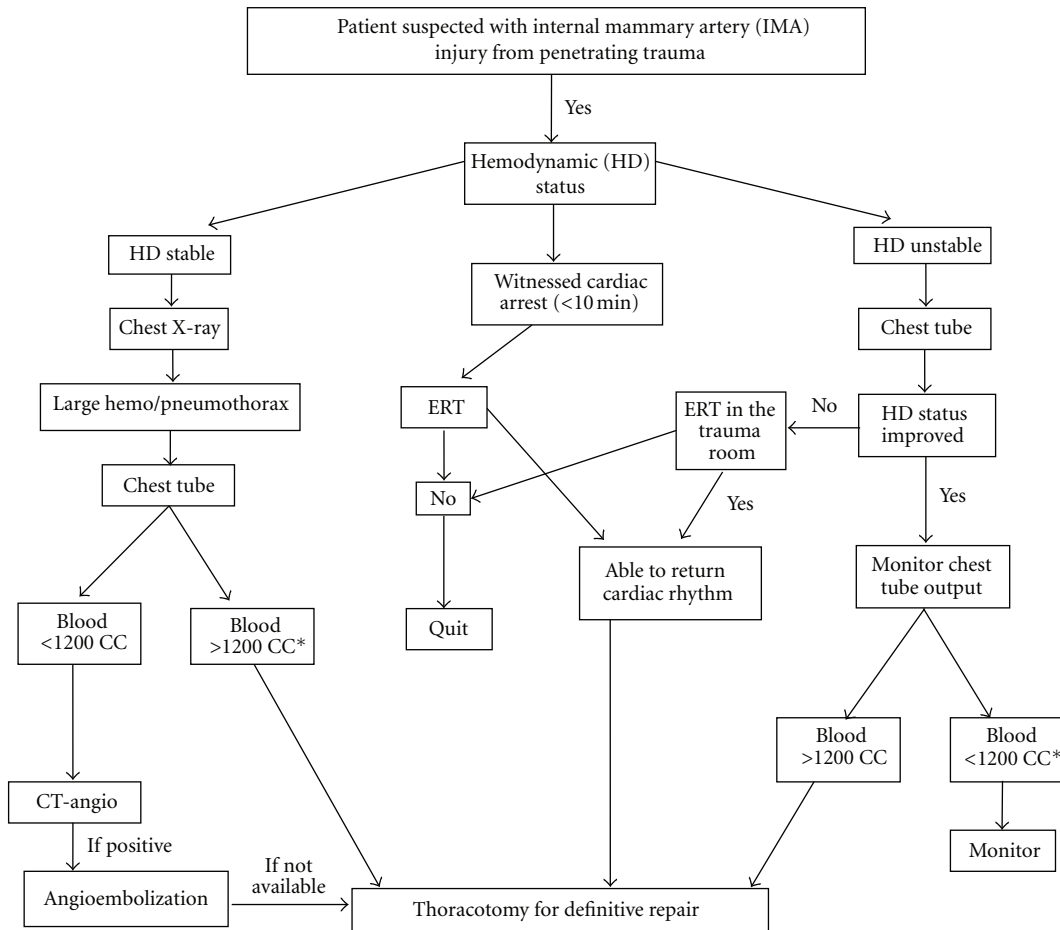 Patient suspected with internal mammary artery (IMA)
injury from penetrating trauma
Yes
Hemodynamic (HD)
status
HD stable
HD unstable
Witnessed cardiac
arrest (<10 min)
Chest X-ray
Chest tube
Large hemo/pneumothorax
ERT
ERT in the
trauma
room
No
HD status
improved
Chest tube
No
Yes
Yes
Able to return
cardiac rhythm
Monitor chest
tube output
Blood
<1200 CC
Blood
>1200 CC*
Quit
Blood
>1200 CC
Blood
<1200 CC*
CT-angio
If positive
Monitor
Angioembolization
If not
available
Thoracotomy for definitive repair